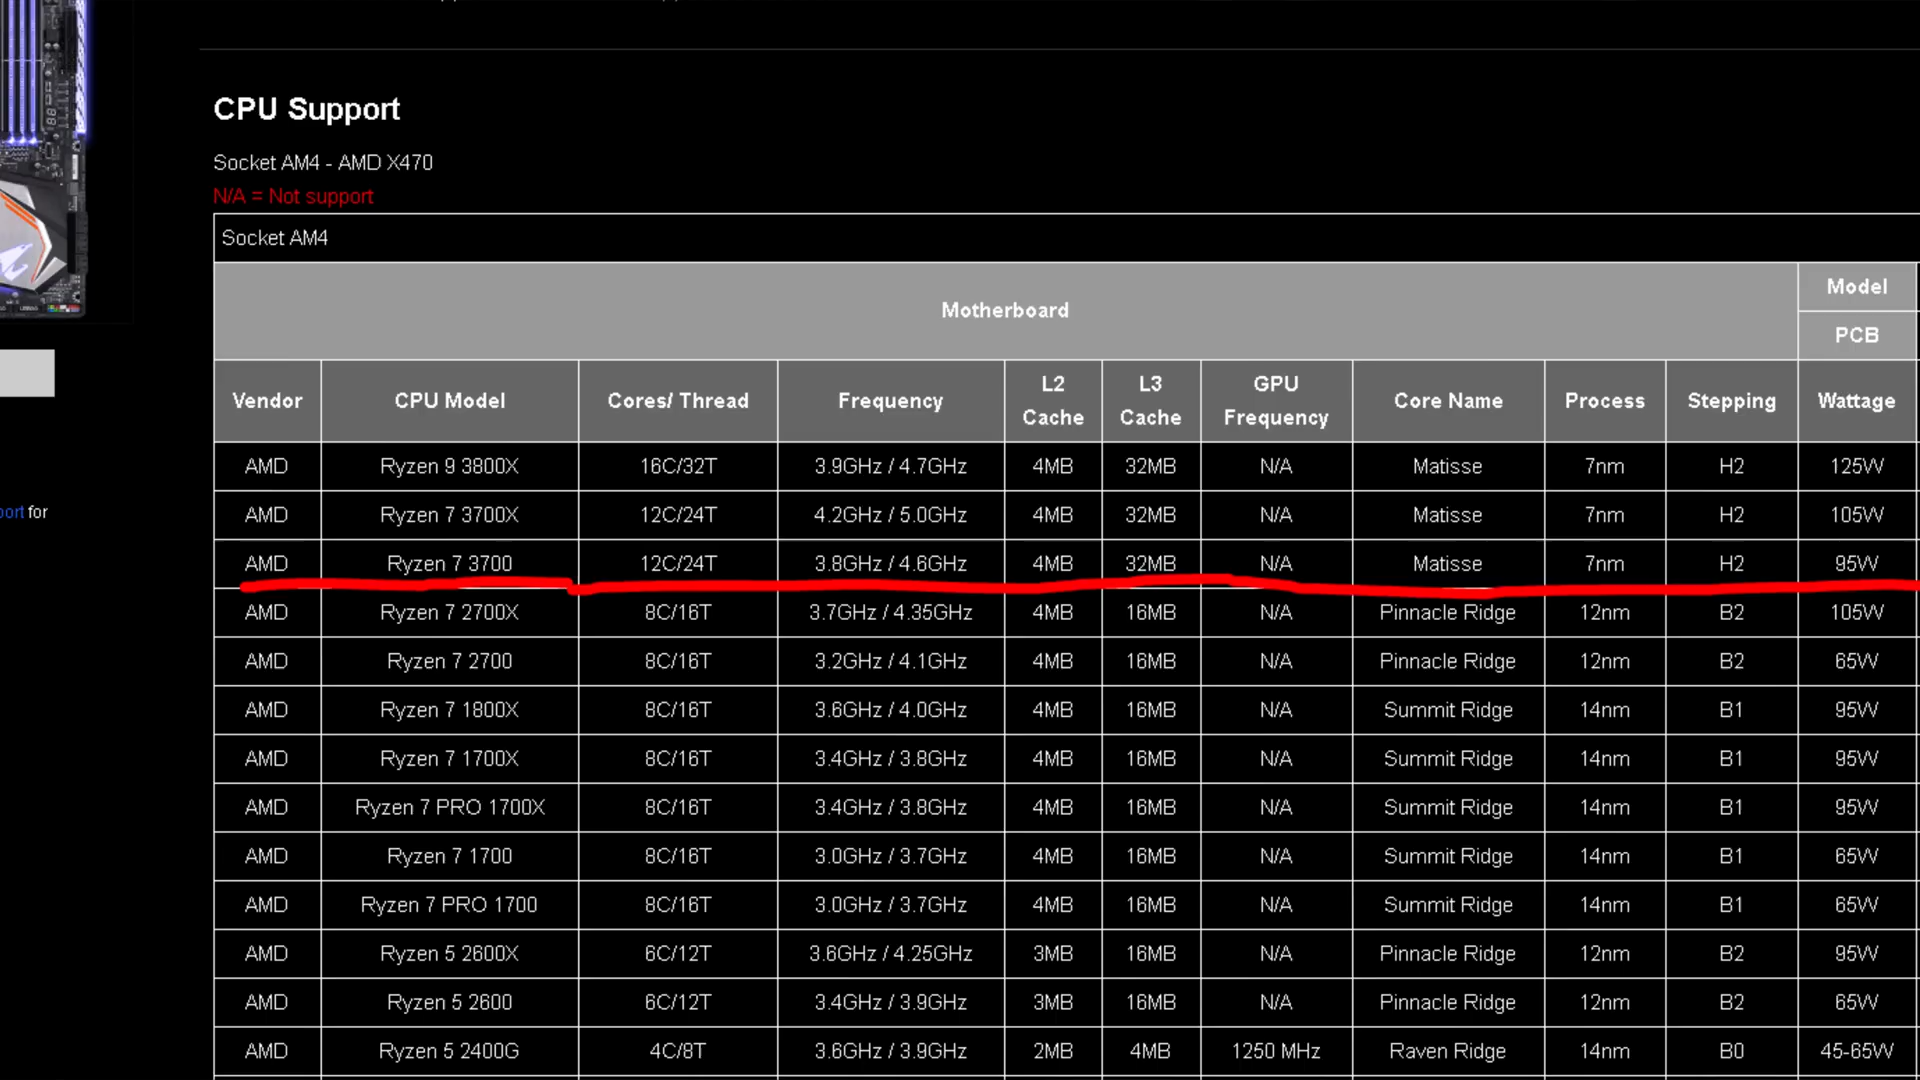 CPU Support
Socket AM4 - AMD X470
N/A = Not support
Socket AM4
Motherboard
Model
PCB
Vendor CPU Model Cores/ Thread Frequency L2 Cache L3 Cache GPU Frequency Core Name Process Stepping Wattage
AMD Ryzen 9 3800X 16C/32T 3.9GHz / 4.7GHz 4MB 32MB N/A Matisse 7nm H2 125W
port for
AMD Ryzen 7 3700X 12C/24T 4.2GHz / 5.0GHz 4MB 32MB N/A Matisse 7nm H2 105W
AMD Ryzen 7 3700 12C/24T 3.8GHz / 4.6GHz 4MB 32MB N/A Matisse 7nm H2 95W
AMD Ryzen 7 2700X 8C/16T 3.7GHz / 4.35GHz 4MB 16MB N/A Pinnacle Ridge 12nm B2 105W
AMD Ryzen 7 2700 8C/16T 3.2GHz / 4.1GHz 4MB 16MB N/A Pinnacle Ridge 12nm B2 65W
AMD Ryzen 7 1800X 8C/16T 3.6GHz / 4.0GHz 4MB 16MB N/A Summit Ridge 14nm B1 95W
AMD Ryzen 7 1700X 8C/16T 3.4GHz / 3.8GHz 4MB 16MB N/A Summit Ridge 14nm B1 95W
AMD Ryzen 7 PRO 1700X 8C/16T 3.4GHz / 3.8GHz 4MB 16MB N/A Summit Ridge 14nm B1 95W
AMD Ryzen 7 1700 8C/16T 3.0GHz / 3.7GHz 4MB 16MB N/A Summit Ridge 14nm B1 65W
AMD Ryzen 7 PRO 1700 8C/16T 3.0GHz / 3.7GHz 4MB 16MB N/A Summit Ridge 14nm B1 65W
AMD Ryzen 5 2600X 6C/12T 3.6GHz / 4.25GHz 3MB 16MB N/A Pinnacle Ridge 12nm B2 95W
AMD Ryzen 5 2600 6C/12T 3.4GHz / 3.9GHz 3MB 16MB N/A Pinnacle Ridge 12nm B2 65W
AMD Ryzen 5 2400G 4C/8T 3.6GHz / 3.9GHz 2MB 4MB 1250 MHz Raven Ridge 14nm B0 45-65W